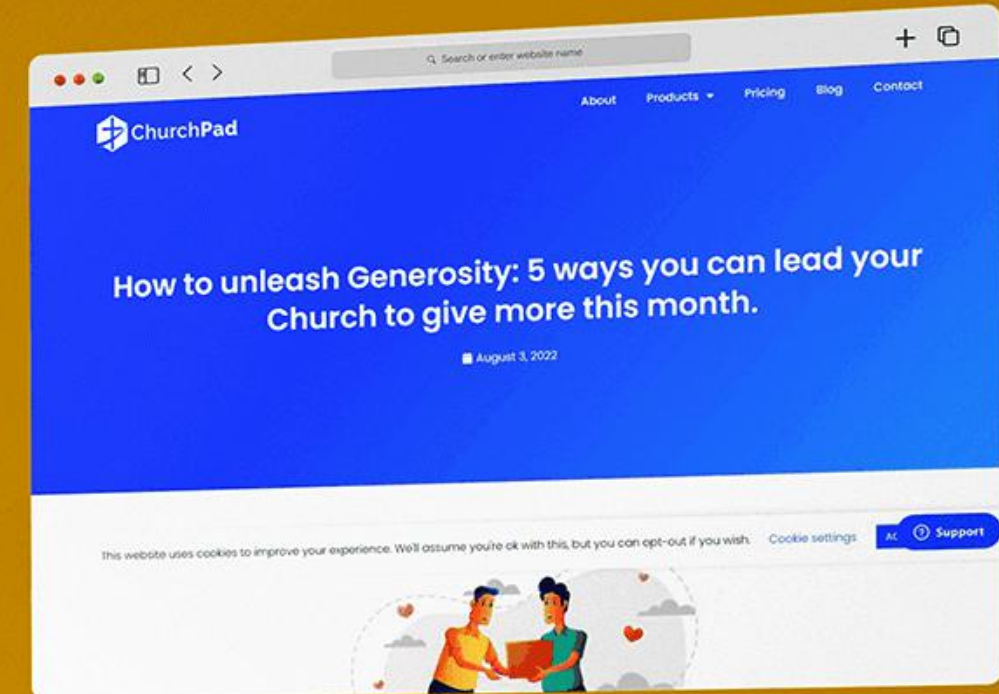 Search or enter website name
ChurchPad
About Products Pricing Blog Contact
How to unleash Generosity: 5 ways you can lead your
Church to give more this month.
August 3, 2022
This website uses cookies to improve your experience. We'll assume you're ok with this, but you can opt-out if you wish. Cookie settings AC Support